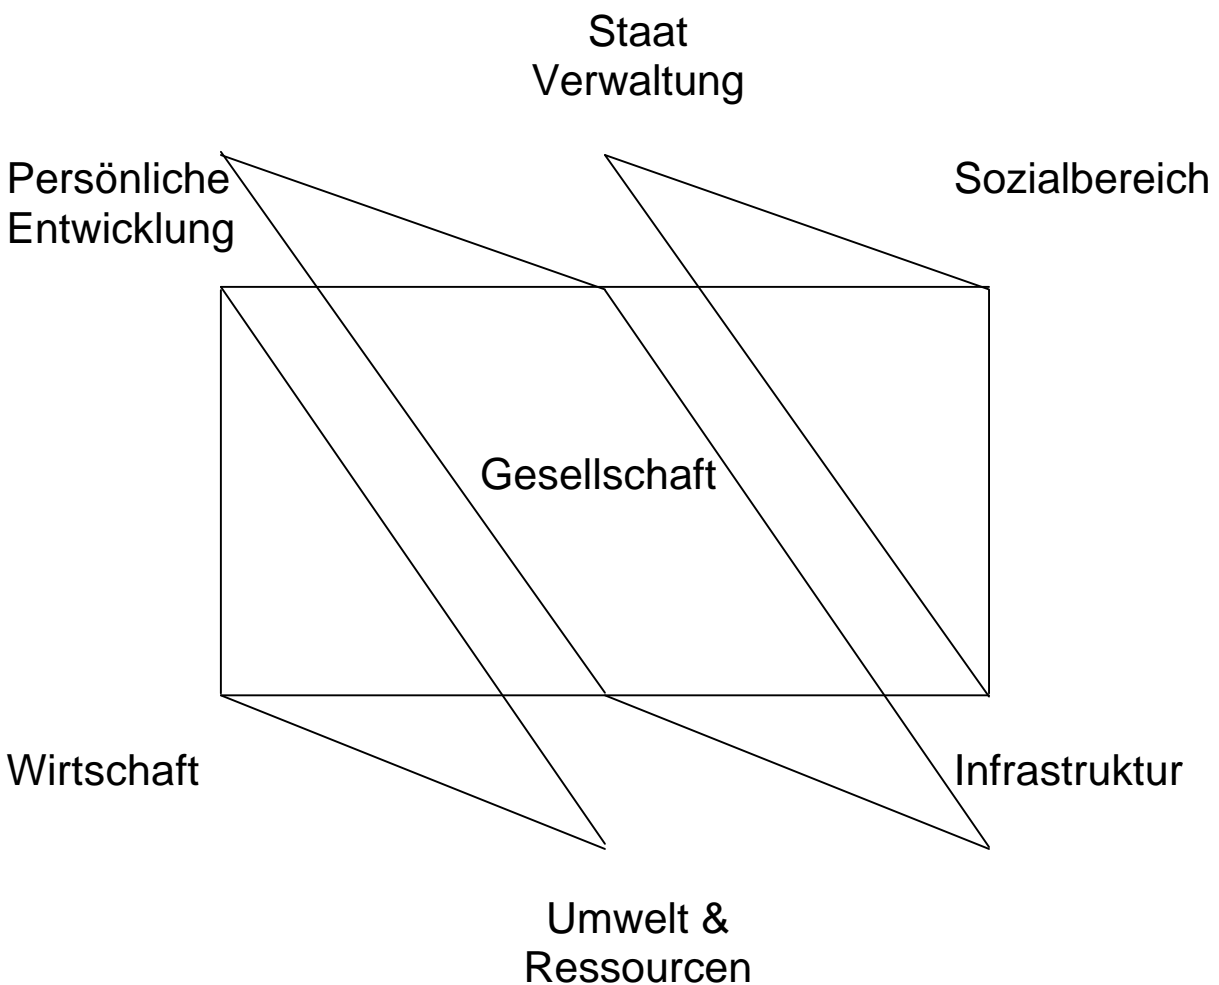 Staat
Verwaltung
Persönliche
Entwicklung
Sozialbereich
Gesellschaft
Wirtschaft
Infrastruktur
Umwelt &
Ressourcen